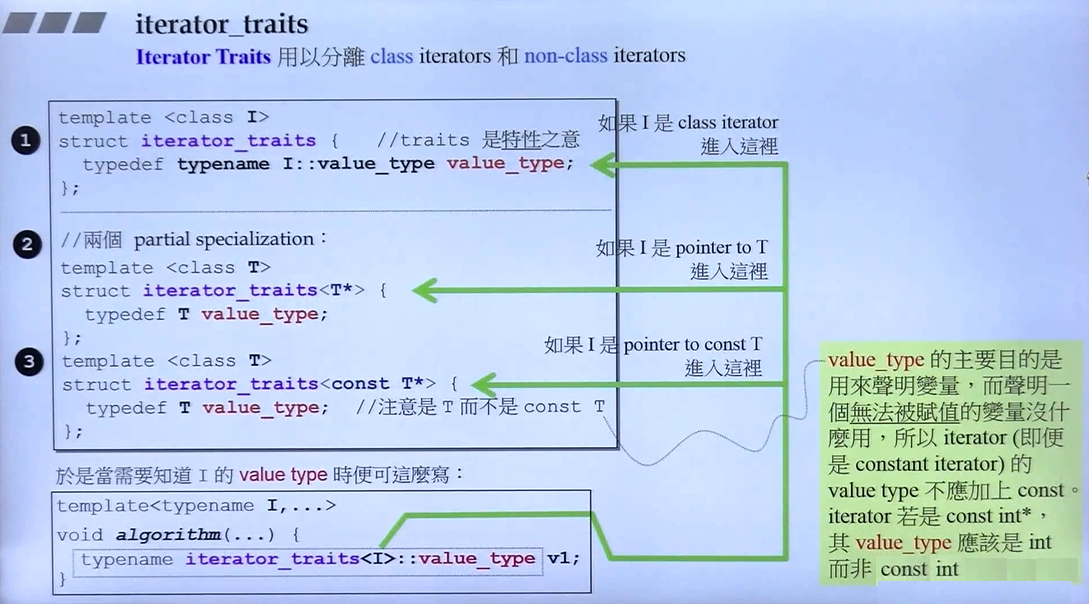 iterator_traits
Iterator Traits 用以分離 class iterators 和 non-class iterators
1
template <class I>
struct iterator_traits {   //traits 是特性之意
typedef typename I::value_type value_type;
};
如果 I 是 class iterator
進入這裡
2
//兩個 partial specialization：
template <class T>
struct iterator_traits<T*> {
typedef T value_type;
};
如果 I 是 pointer to T
進入這裡
3
template <class T>
struct iterator_traits<const T*> {
typedef T value_type;   //注意是 T 而不是 const T
};
如果 I 是 pointer to const T
進入這裡
value_type 的主要目的是
用來聲明變量，而聲明一
個無法被賦值的變量沒什
麼用，所以 iterator (即便
是 constant iterator) 的
value type 不應加上 const。
iterator 若是 const int*，
其 value_type 應該是 int
而非 const int
於是當需要知道 I 的 value type 時便可這麼寫：
template<typename I,...>
void algorithm(...) {
typename iterator_traits<I>::value_type v1;
}